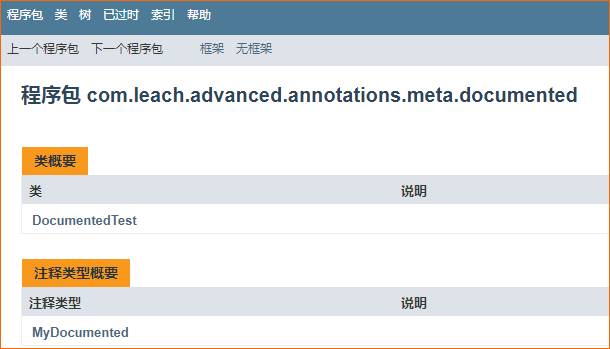 程序包 类 树 已过时 索引 帮助
上一个程序包 下一个程序包 框架 无框架
程序包 com.leach.advanced.annotations.meta.documented
类概要
类 说明
DocumentedTest
注释类型概要
注释类型 说明
MyDocumented